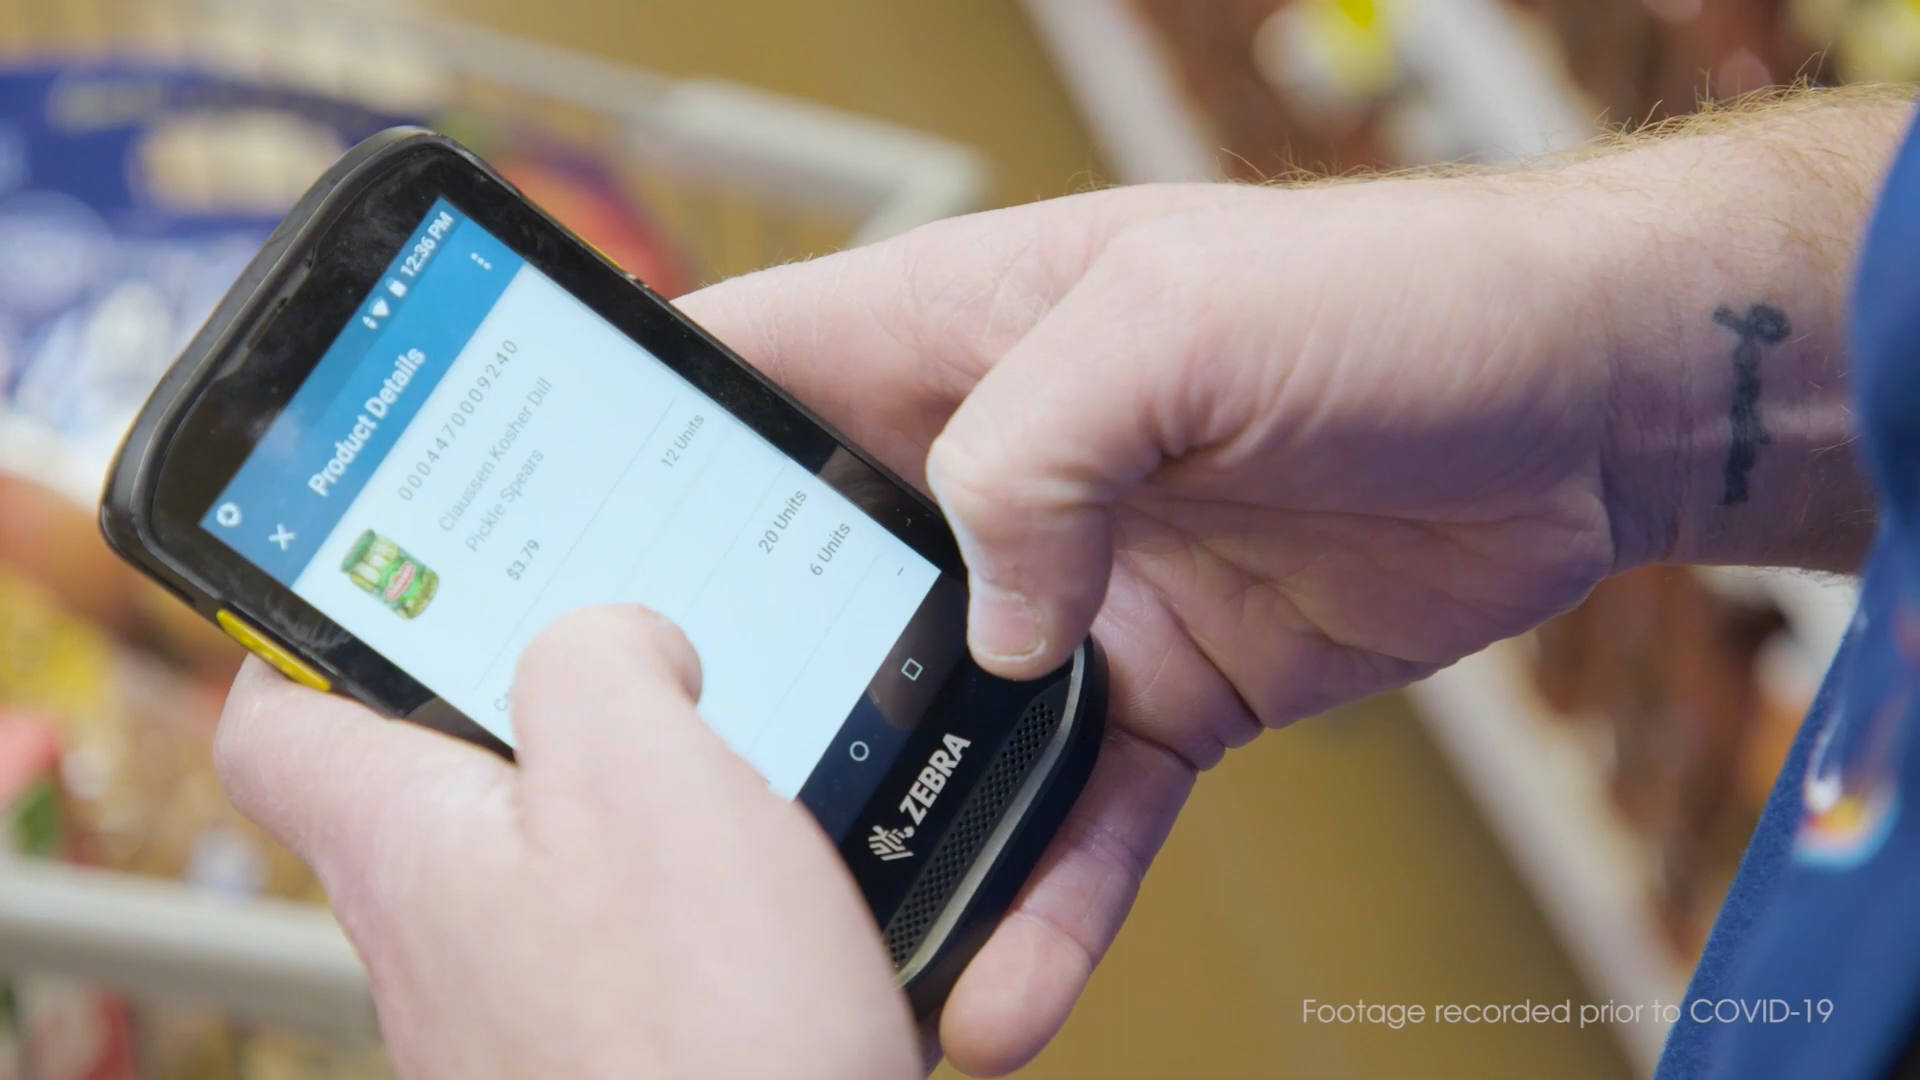 12:36 PM
Product Details
00044700009240
Claussen Kosher Dill
Pickle Spears
$3.79
12 Units
20 Units
6 Units
-
ZEBRA
Footage recorded prior to COVID-19